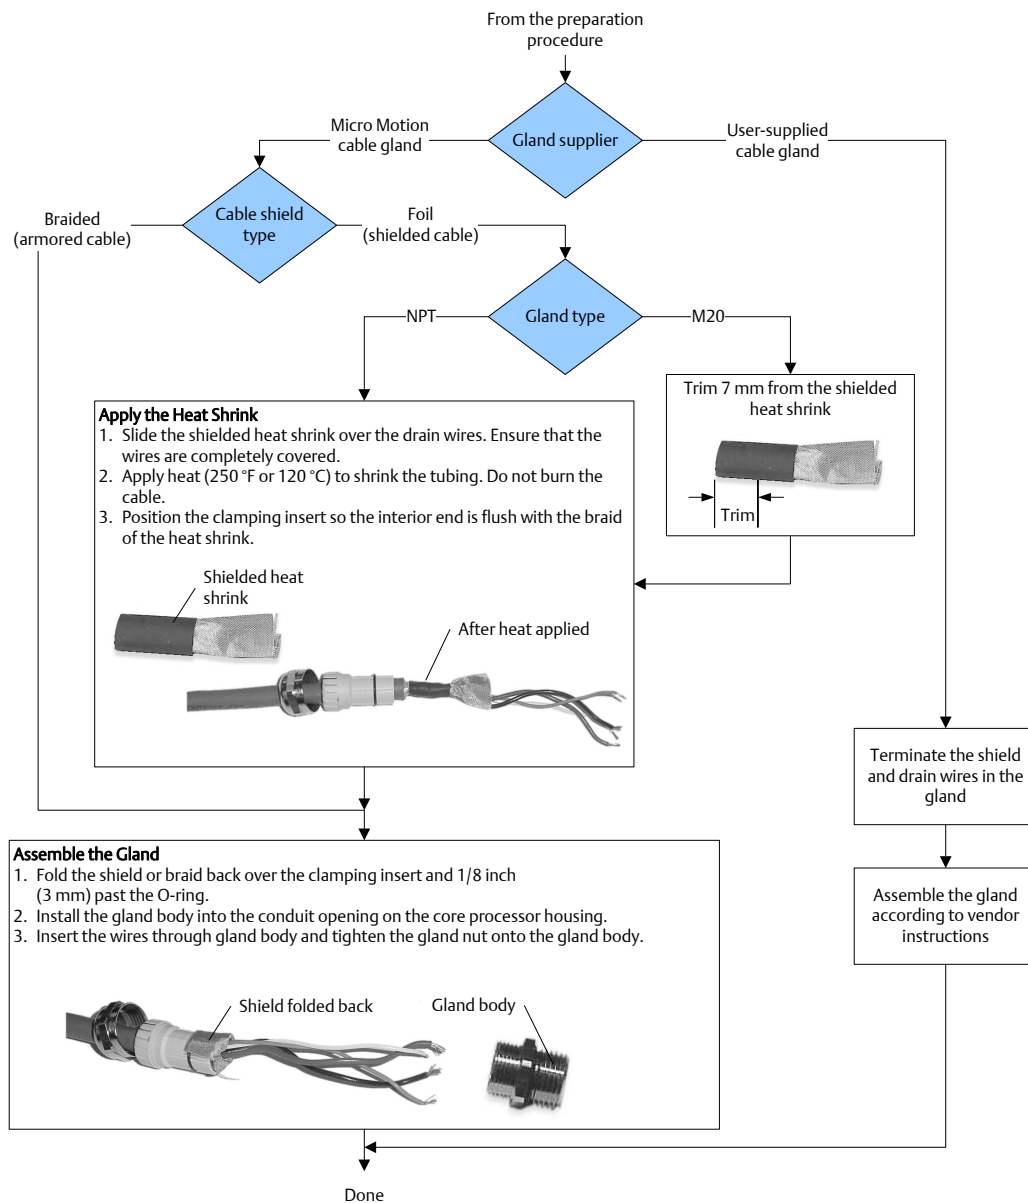 From the preparation
procedure
Gland supplier
Micro Motion
cable gland
User-supplied
cable gland
Cable shield
type
Braided
(armored cable)
Foil
(shielded cable)
Gland type
NPT
M20
Trim 7 mm from the shielded
heat shrink
Trim
Apply the Heat Shrink
1. Slide the shielded heat shrink over the drain wires. Ensure that the
wires are completely covered.
2. Apply heat (250 °F or 120 °C) to shrink the tubing. Do not burn the
cable.
3. Position the clamping insert so the interior end is flush with the braid
of the heat shrink.
Shielded heat
shrink
After heat applied
Terminate the shield
and drain wires in the
gland
Assemble the gland
according to vendor
instructions
Assemble the Gland
1. Fold the shield or braid back over the clamping insert and 1/8 inch
(3 mm) past the O-ring.
2. Install the gland body into the conduit opening on the core processor housing.
3. Insert the wires through gland body and tighten the gland nut onto the gland body.
Shield folded back
Gland body
Done